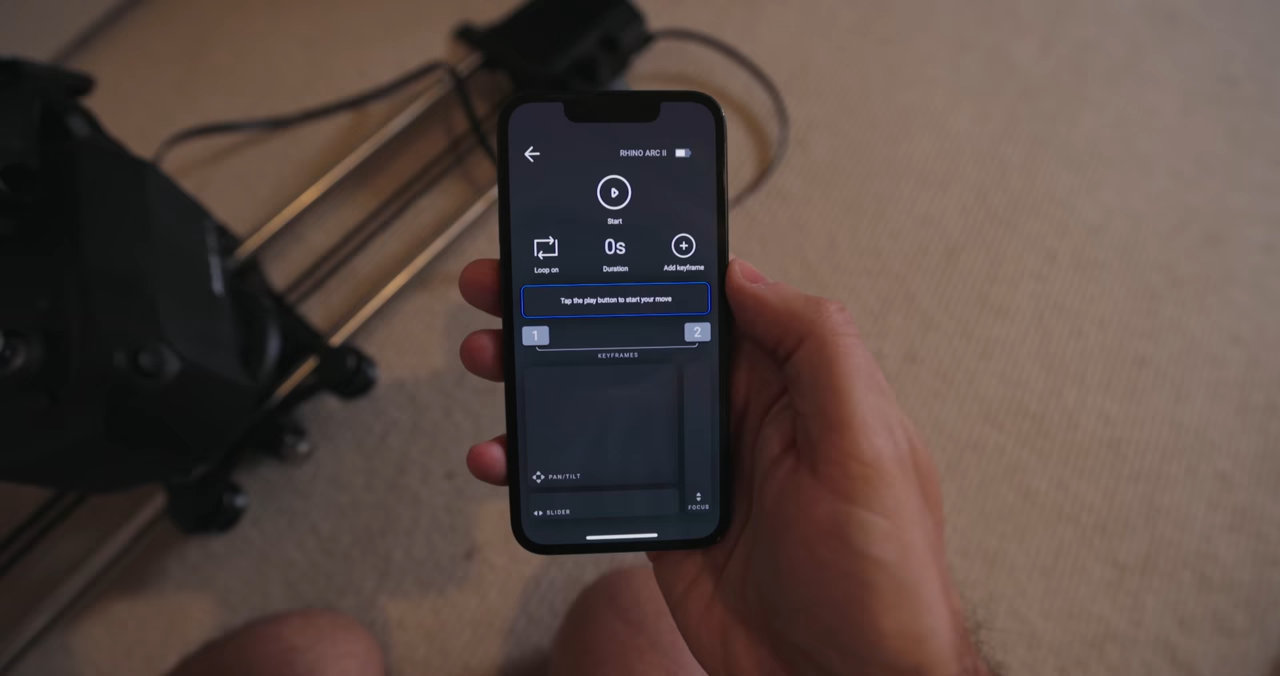 RHINO ARC II
Start
0s
Loop on
Duration
Add keyframe
Tap the play button to start your move
1
2
KEYFRAMES
PAN/TILT
SLIDER
FOCUS